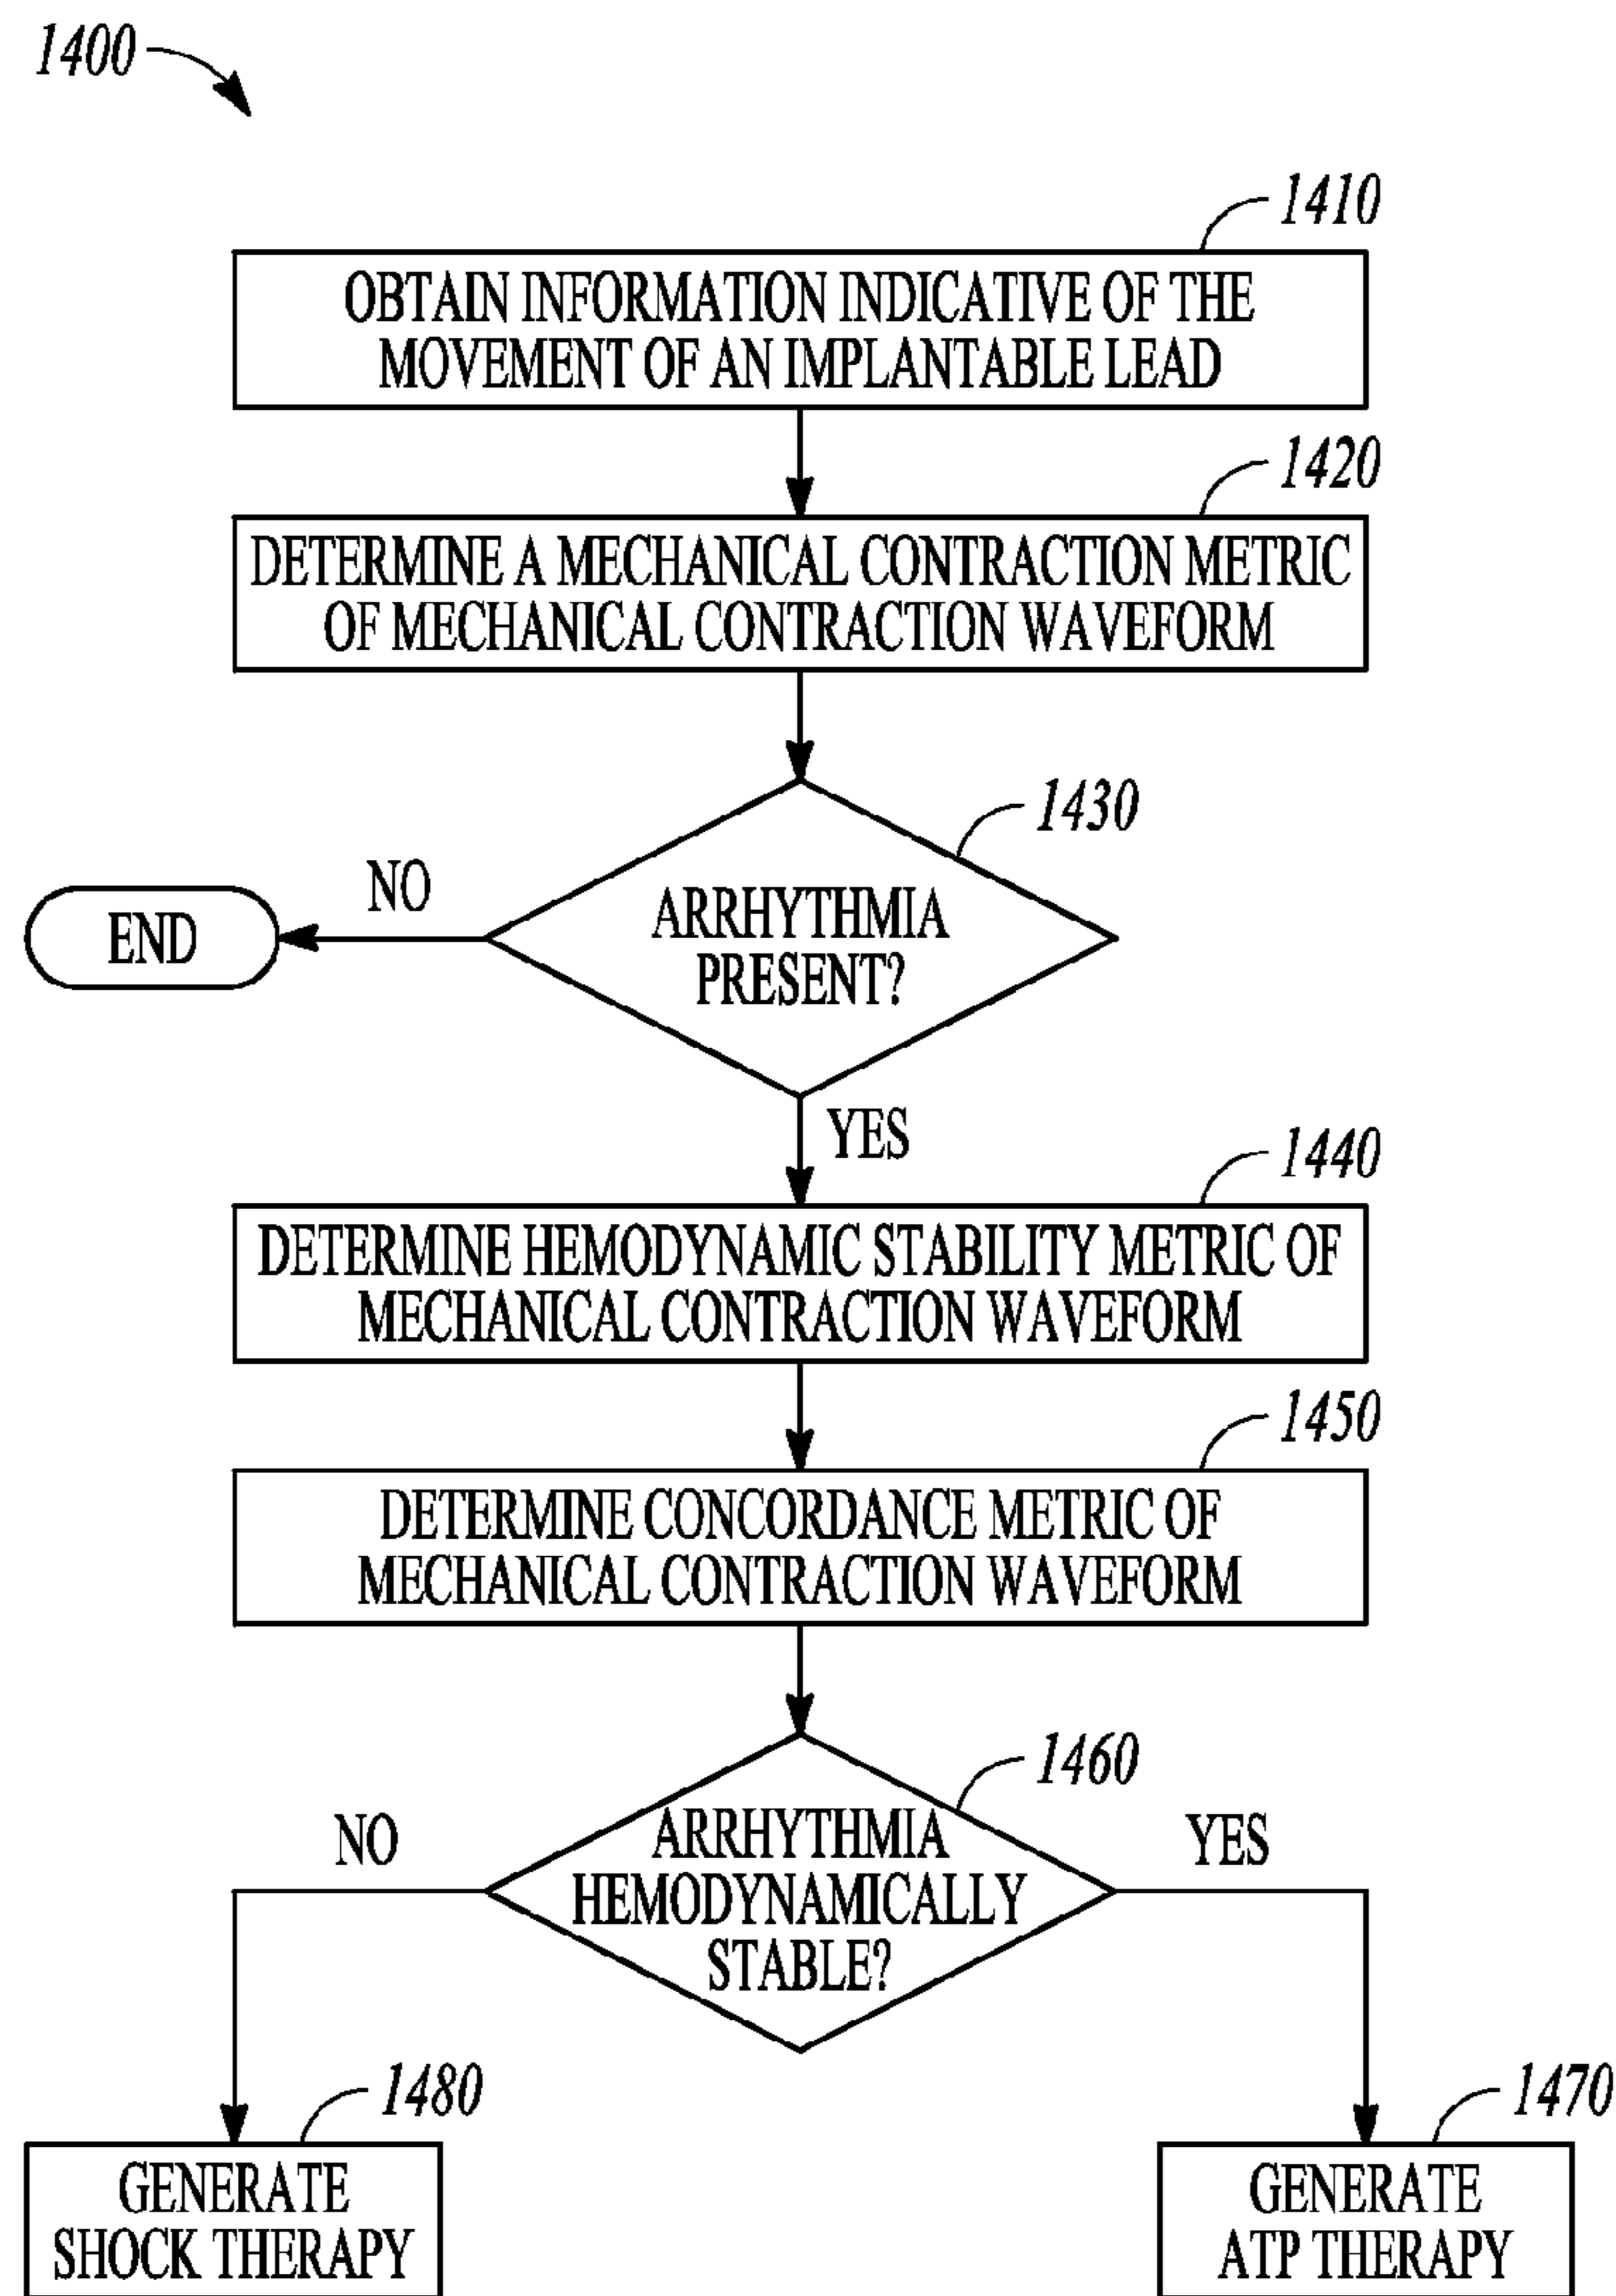 1400
1410
OBTAIN INFORMATION INDICATIVE OF THE
MOVEMENT OF AN IMPLANTABLE LEAD
1420
DETERMINE A MECHANICAL CONTRACTION METRIC
OF MECHANICAL CONTRACTION WAVEFORM
1430
NO
END
ARRHYTHMIA
PRESENT?
YES
1440
DETERMINE HEMODYNAMIC STABILITY METRIC OF
MECHANICAL CONTRACTION WAVEFORM
1450
DETERMINE CONCORDANCE METRIC OF
MECHANICAL CONTRACTION WAVEFORM
1460
NO
ARRHYTHMIA
HEMODYNAMICALLY
STABLE?
YES
1480
GENERATE
SHOCK THERAPY
1470
GENERATE
ATP THERAPY